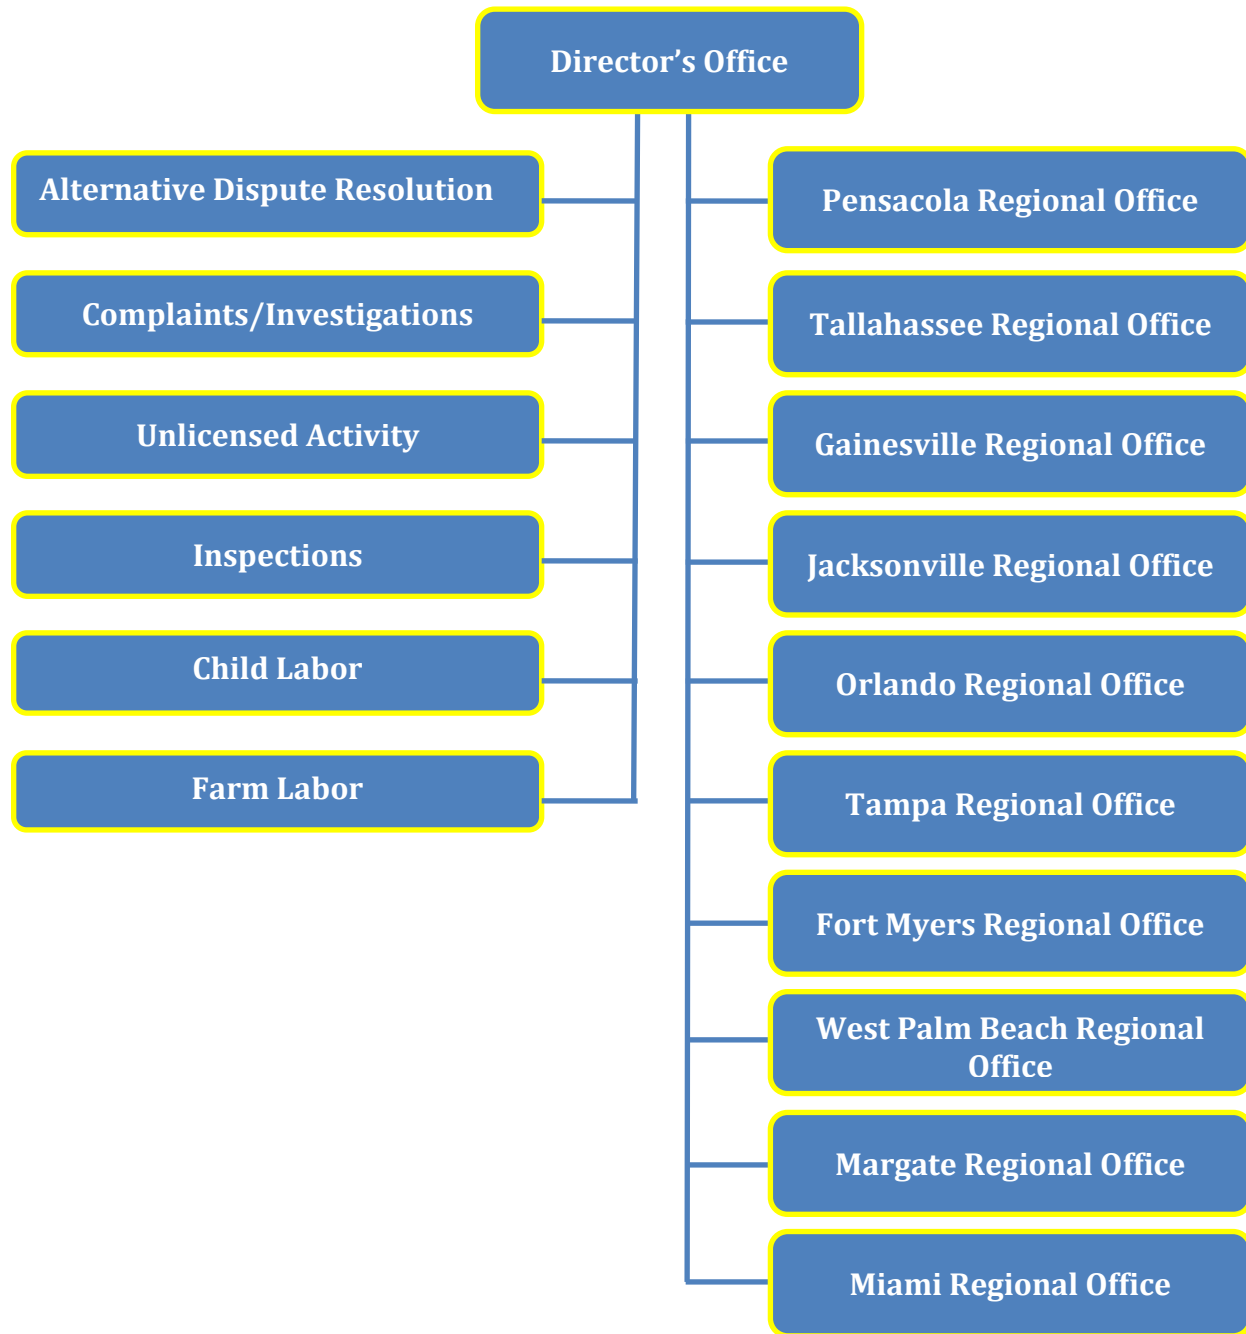 Director’s Office
Alternative Dispute Resolution
Complaints/Investigations
Unlicensed Activity
Inspections
Child Labor
Farm Labor
Pensacola Regional Office
Tallahassee Regional Office
Gainesville Regional Office
Jacksonville Regional Office
Orlando Regional Office
Tampa Regional Office
Fort Myers Regional Office
West Palm Beach Regional
Office
Margate Regional Office
Miami Regional Office